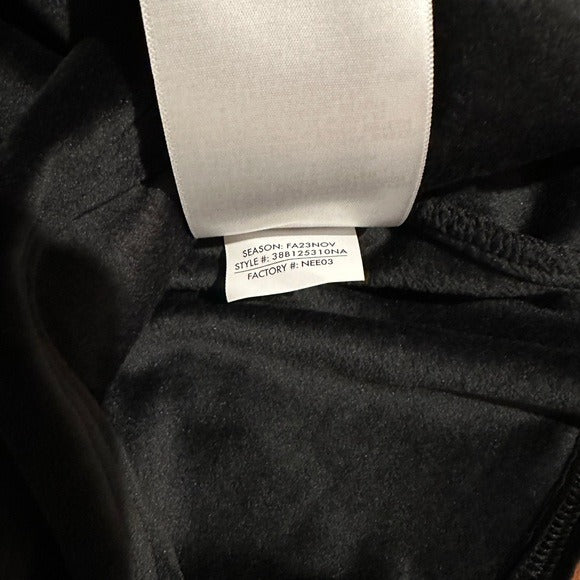 SEASON: FA23NOV
STYLE #: 38B125310NA
FACTORY #: NEE03